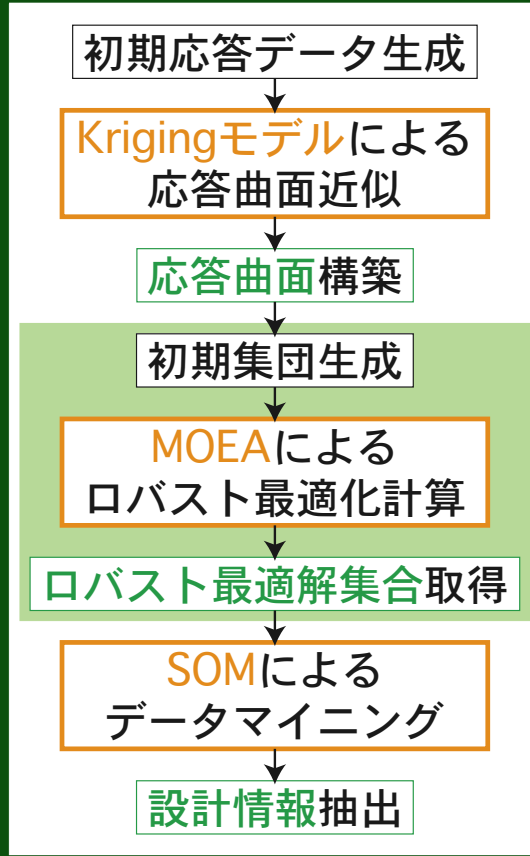 初期応答データ生成
Krigingモデルによる
応答曲面近似
応答曲面構築
初期集団生成
MOEAによる
ロバスト最適化計算
ロバスト最適解集合取得
SOMによる
データマイニング
設計情報抽出